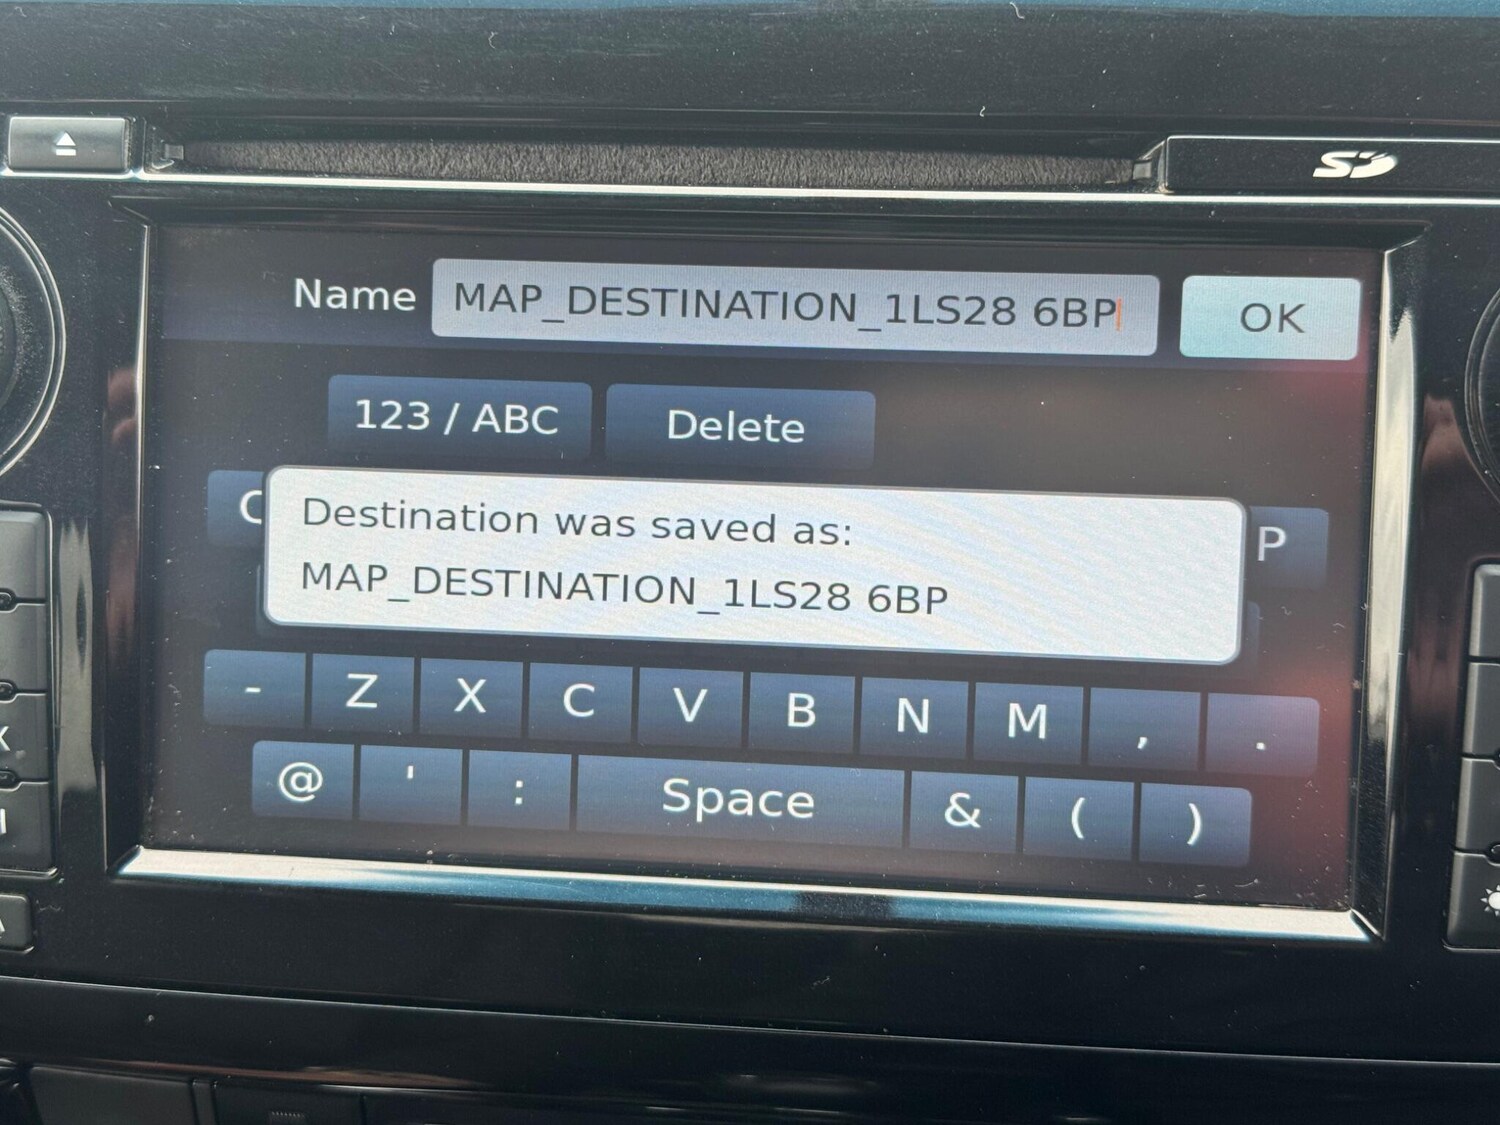 SD
Name MAP_DESTINATION_1LS28 6BP OK
123 / ABC Delete
Destination was saved as:
MAP_DESTINATION_1LS28 6BP
P
- Z X C V B N M , .
@ ' : Space & ( )